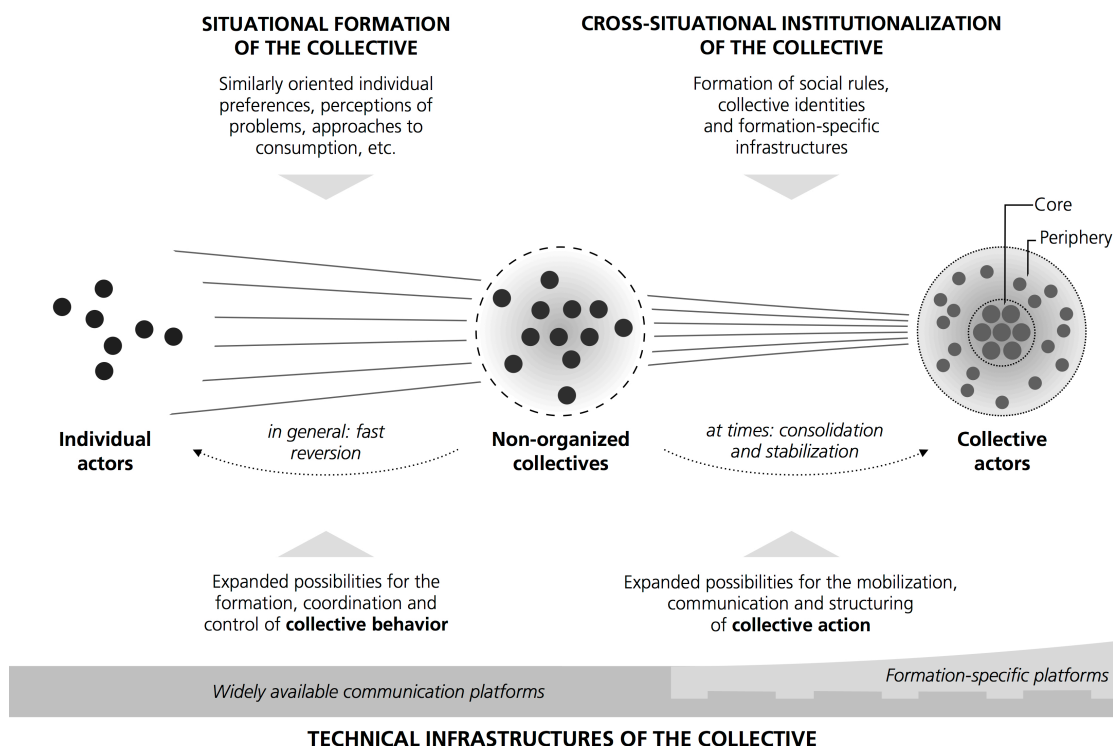 SITUATIONAL FORMATION
OF THE COLLECTIVE
Similarly oriented individual
preferences, perceptions of
problems, approaches to
consumption, etc.
CROSS-SITUATIONAL INSTITUTIONALIZATION
OF THE COLLECTIVE
Formation of social rules,
collective identities
and formation-specific
infrastructures
Core
Periphery
Individual
actors
in general: fast
reversion
Non-organized
collectives
at times: consolidation
and stabilization
Collective
actors
Expanded possibilities for the
formation, coordination and
control of collective behavior
Expanded possibilities for the mobilization,
communication and structuring
of collective action
Widely available communication platforms
Formation-specific platforms
TECHNICAL INFRASTRUCTURES OF THE COLLECTIVE